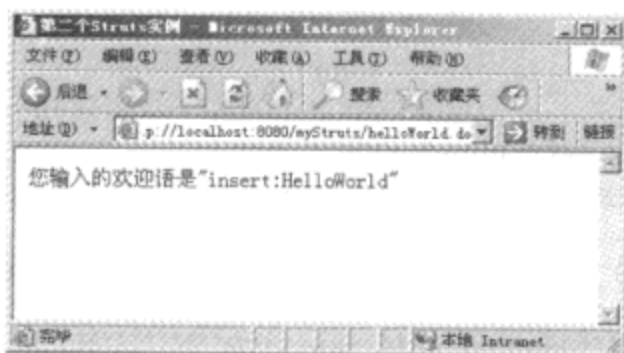 第二个Struts实例 - Microsoft Internet Explorer
文件(F) 编辑(E) 查看(V) 收藏(A) 工具(T) 帮助(H)
后退 搜索 收藏夹
地址(D) p://localhost:8080/myStruts/helloWorld.do 转到 链接
您输入的欢迎语是"insert:HelloWorld"
完毕 本地 Intranet